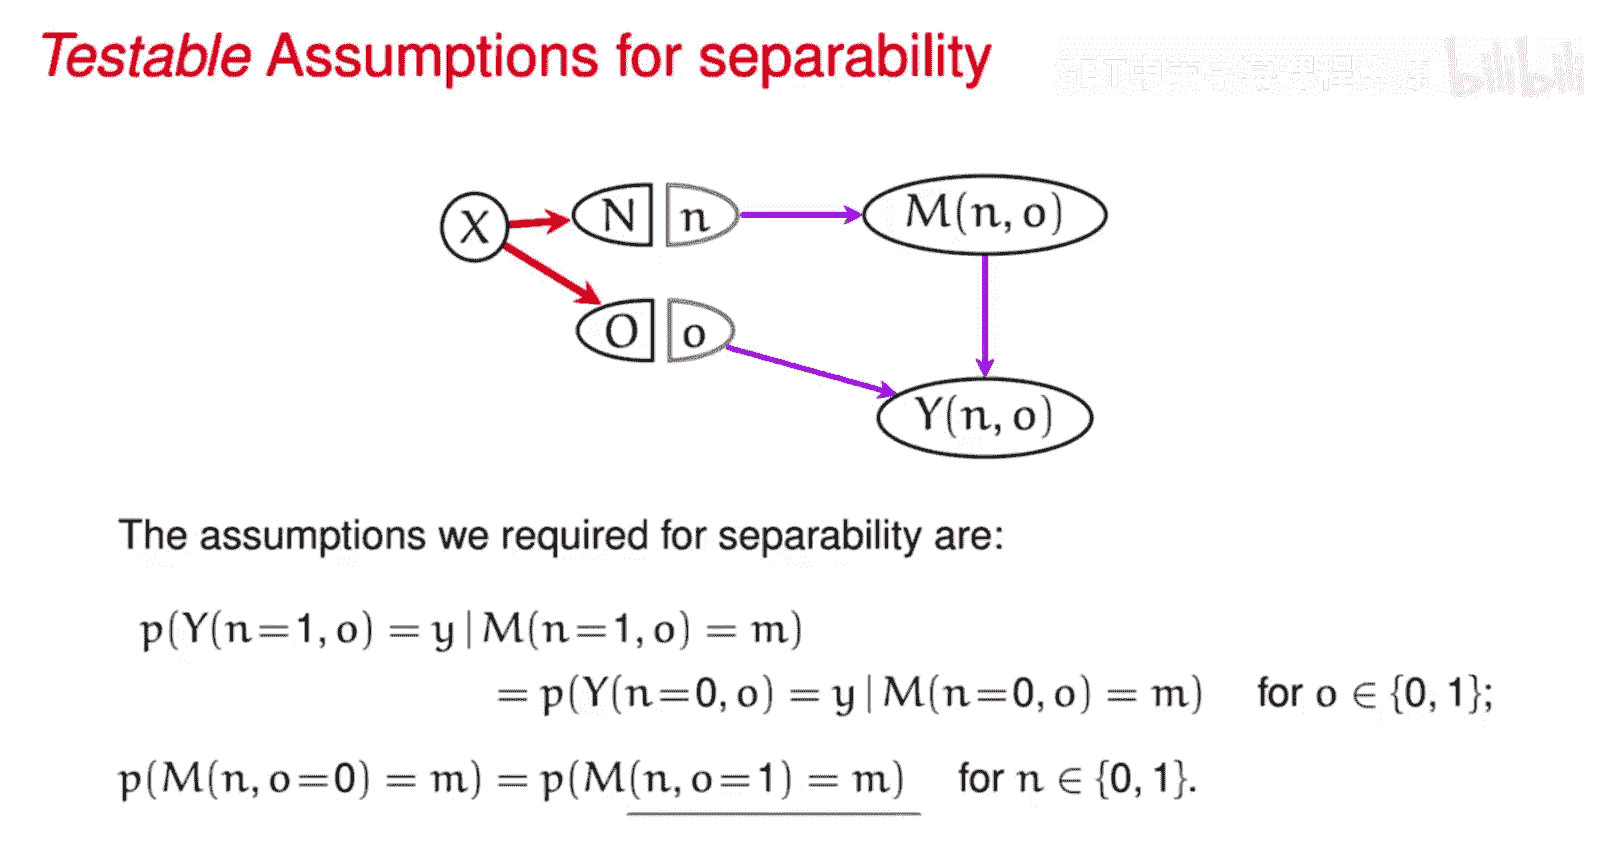 Testable Assumptions for separability
bilibili
X
N
n
M(n, o)
O
o
Y(n, o)
The assumptions we required for separability are:
p(Y(n=1, o) = y | M(n=1, o) = m)
= p(Y(n=0, o) = y | M(n=0, o) = m) for o ∈ {0, 1};
p(M(n, o=0) = m) = p(M(n, o=1) = m) for n ∈ {0, 1}.